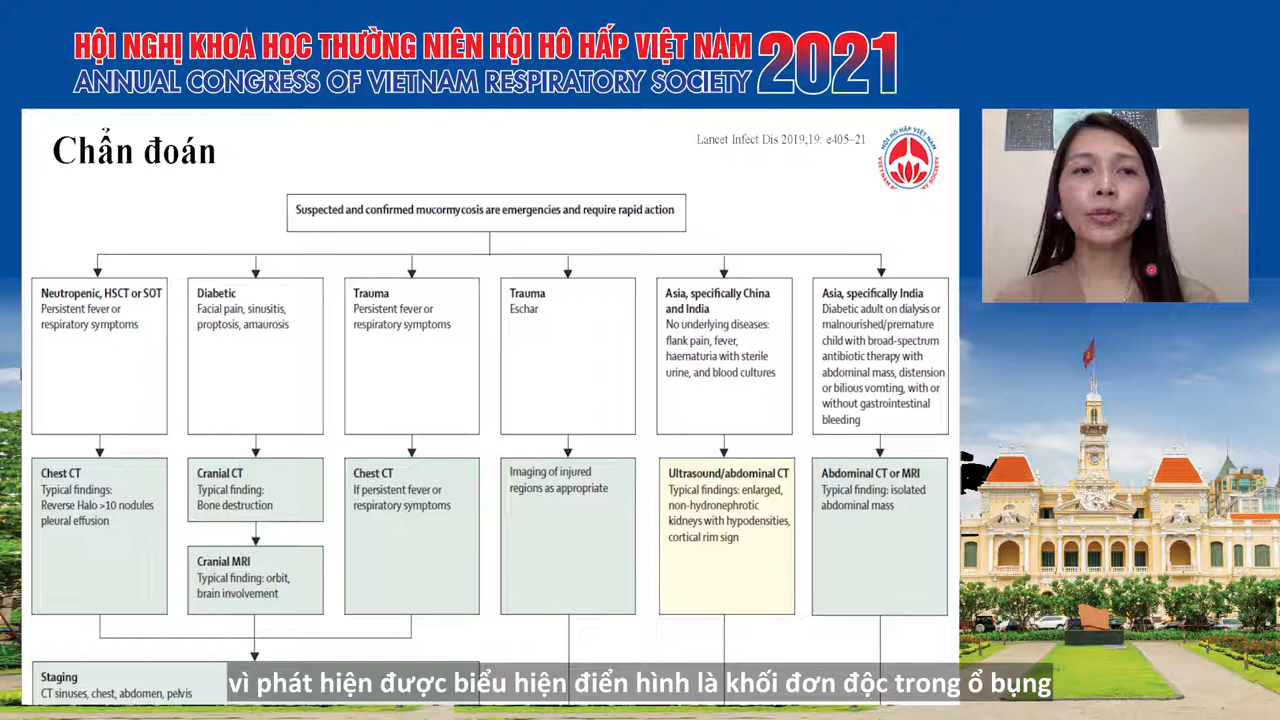 HỘI NGHỊ KHOA HỌC THƯỜNG NIÊN HỘI HÔ HẤP VIỆT NAM
ANNUAL CONGRESS OF VIETNAM RESPIRATORY SOCIETY
2021
Chẩn đoán
Lancet Infect Dis 2019;19: e405–21
HỘI HÔ HẤP VIỆT NAM
Suspected and confirmed mucormycosis are emergencies and require rapid action
Neutropenic, HSCT or SOT
Persistent fever or
respiratory symptoms
Diabetic
Facial pain, sinusitis,
proptosis, amaurosis
Trauma
Persistent fever or
respiratory symptoms
Trauma
Eschar
Asia, specifically China
and India
No underlying diseases:
flank pain, fever,
haematuria with sterile
urine, and blood cultures
Asia, specifically India
Diabetic adult on dialysis or
malnourished/premature
child with broad-spectrum
antibiotic therapy with
abdominal mass, distension
or bilious vomting, with or
without gastrointestinal
bleeding
Chest CT
Typical findings:
Reverse Halo >10 nodules
pleural effusion
Cranial CT
Typical finding:
Bone destruction
Cranial MRI
Typical finding: orbit,
brain involvement
Chest CT
If persistent fever or
respiratory symptoms
Imaging of injured
regions as appropriate
Ultrasound/abdominal CT
Typical findings: enlarged,
non-hydronephrotic
kidneys with hypodensities,
cortical rim sign
Abdominal CT or MRI
Typical finding: isolated
abdominal mass
Staging
CT sinuses, chest, abdomen, pelvis
vì phát hiện được biểu hiện điển hình là khối đơn độc trong ổ bụng